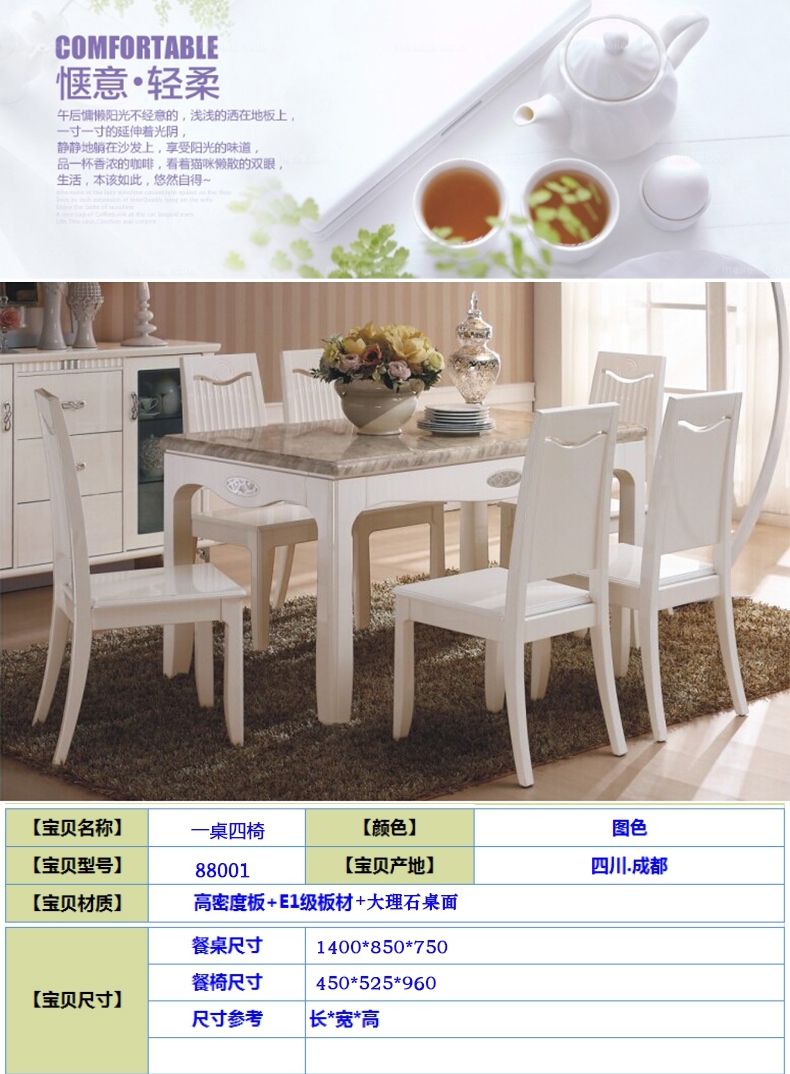 COMFORTABLE
惬意·轻柔
午后慵懒阳光不经意的，浅浅的洒在地板上，
一寸一寸的延伸着光阴，
静静地躺在沙发上，享受阳光的味道，
品一杯香浓的咖啡，看着猫咪懒散的双眼，
生活，本该如此，悠然自得~
【宝贝名称】 一桌四椅 【颜色】 图色
【宝贝型号】 88001 【宝贝产地】 四川.成都
【宝贝材质】 高密度板+E1级板材+大理石桌面
【宝贝尺寸】
餐桌尺寸 1400*850*750
餐椅尺寸 450*525*960
尺寸参考 长*宽*高